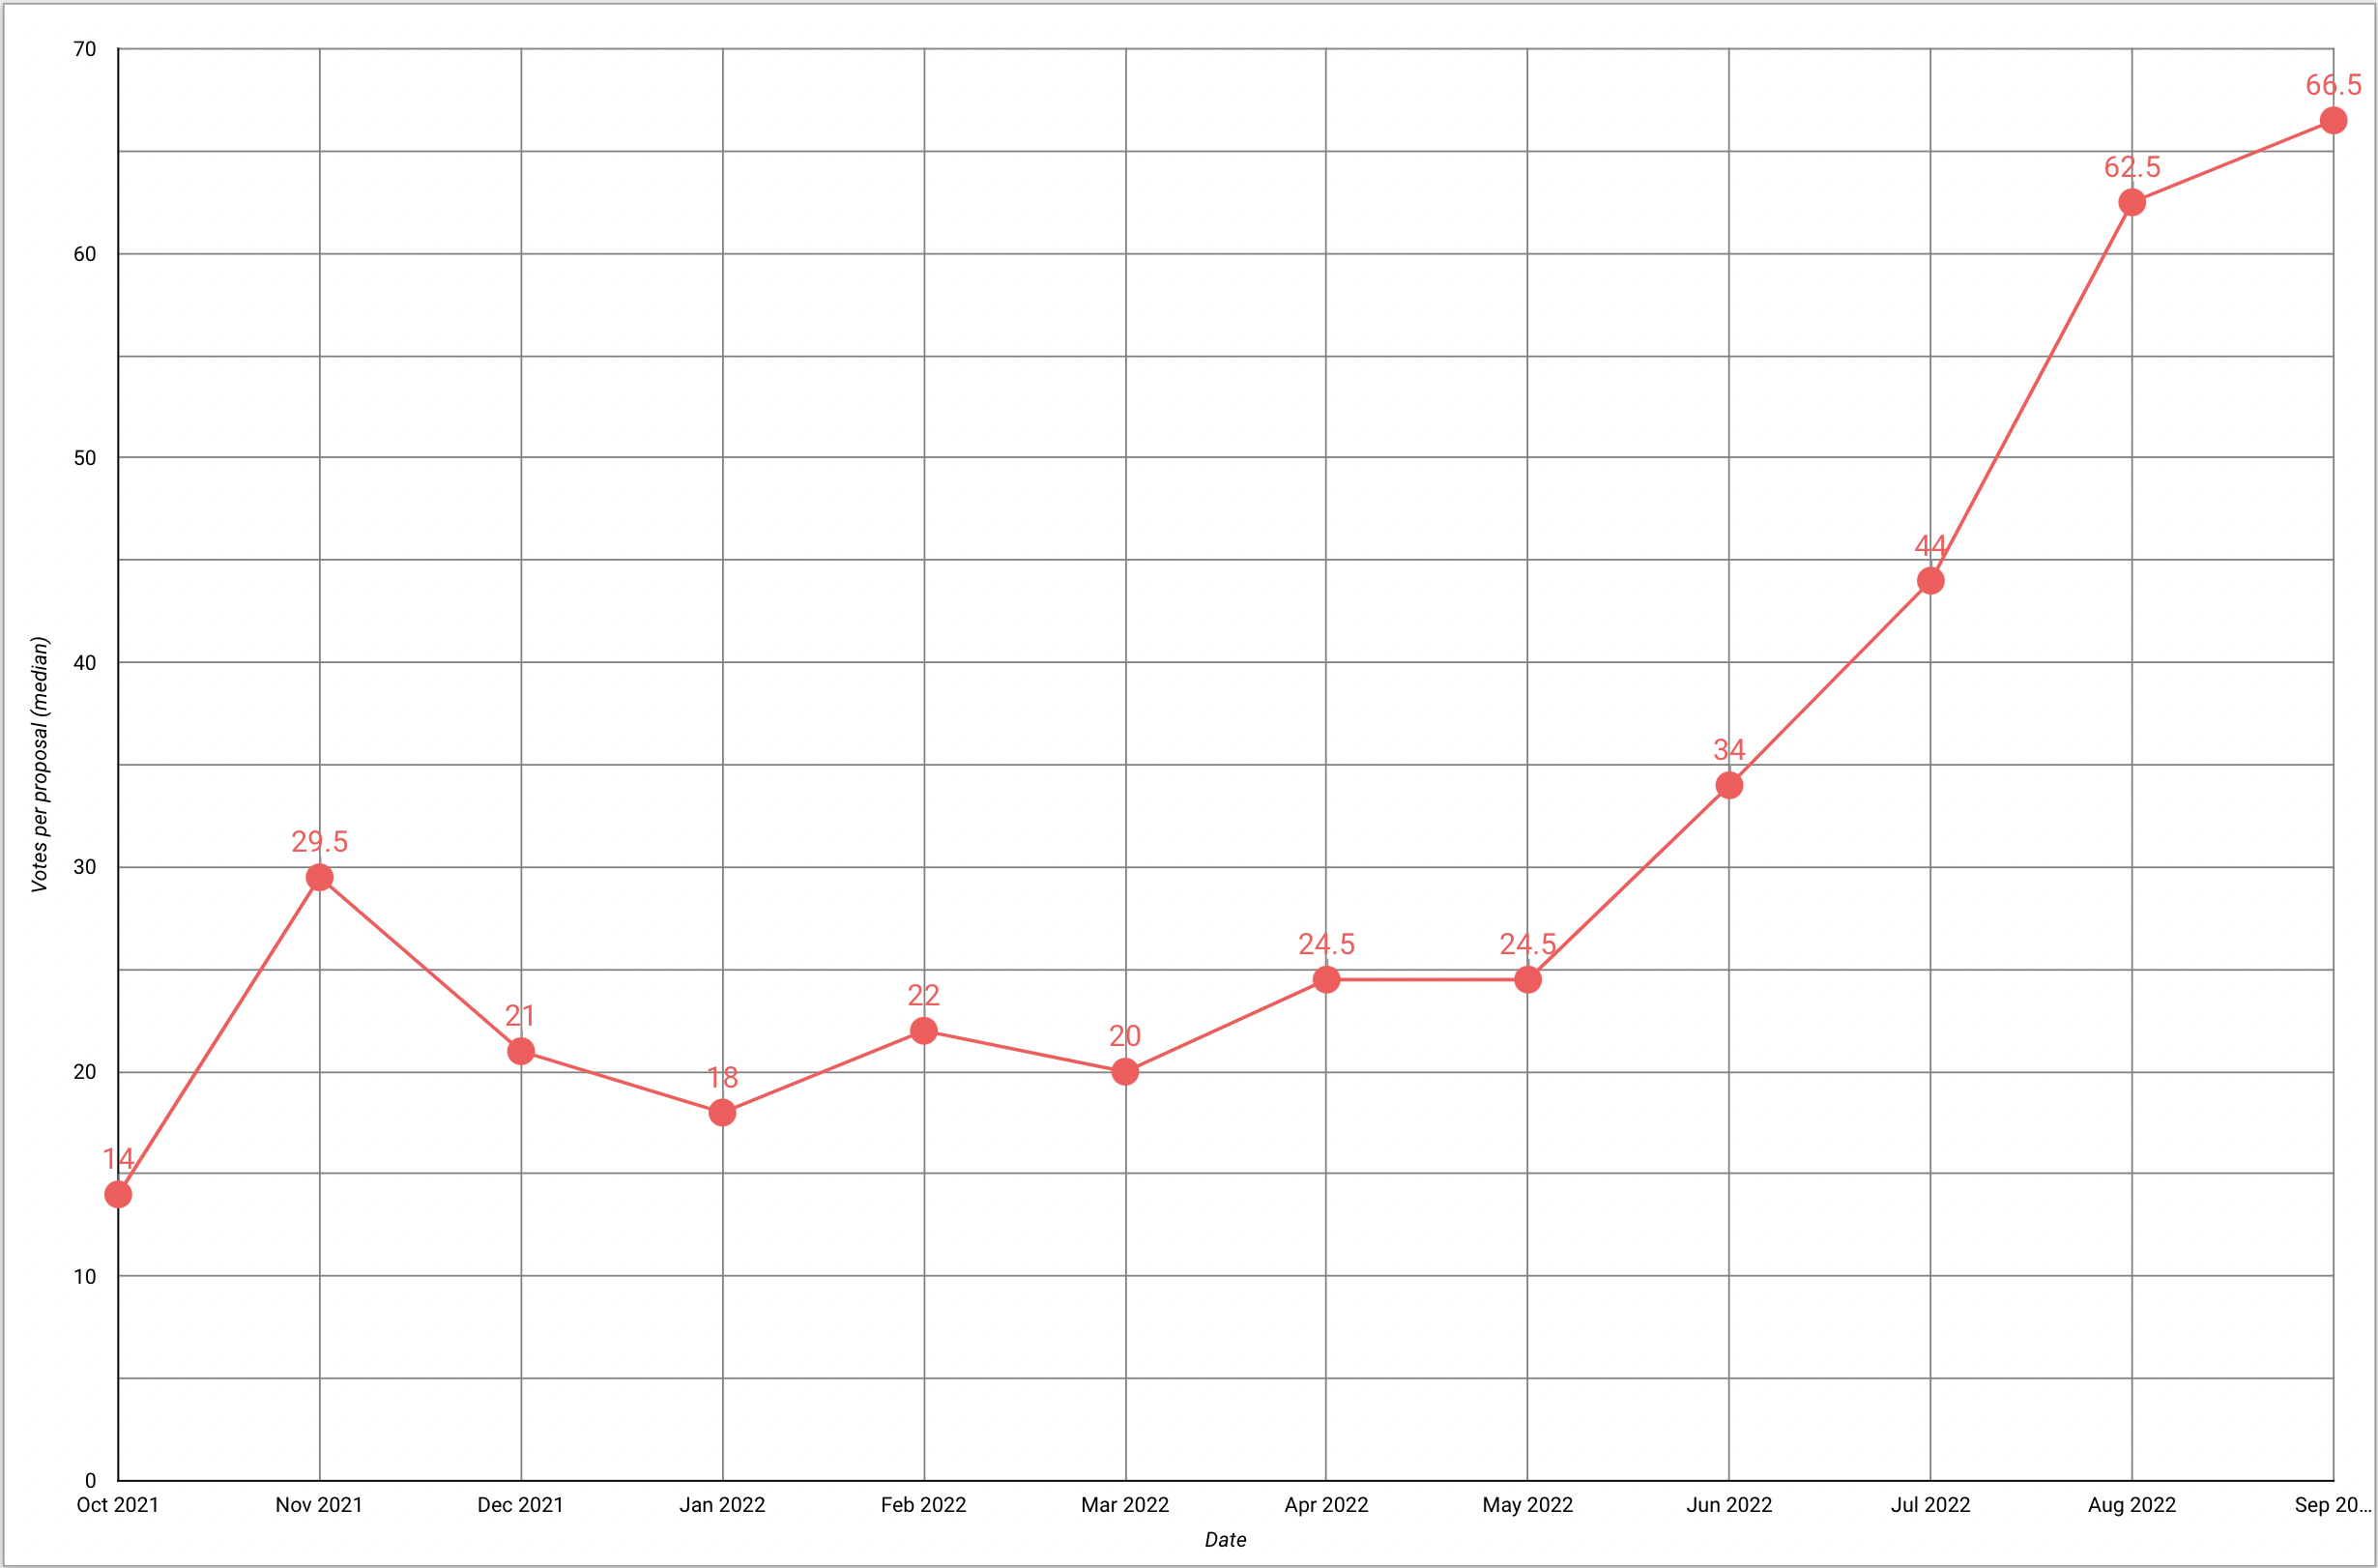 70
60
50
40
30
20
10
0
Votes per proposal (median)
14
29.5
21
18
22
20
24.5
24.5
34
44
62.5
66.5
Oct 2021
Nov 2021
Dec 2021
Jan 2022
Feb 2022
Mar 2022
Apr 2022
May 2022
Jun 2022
Jul 2022
Aug 2022
Sep 20...
Date